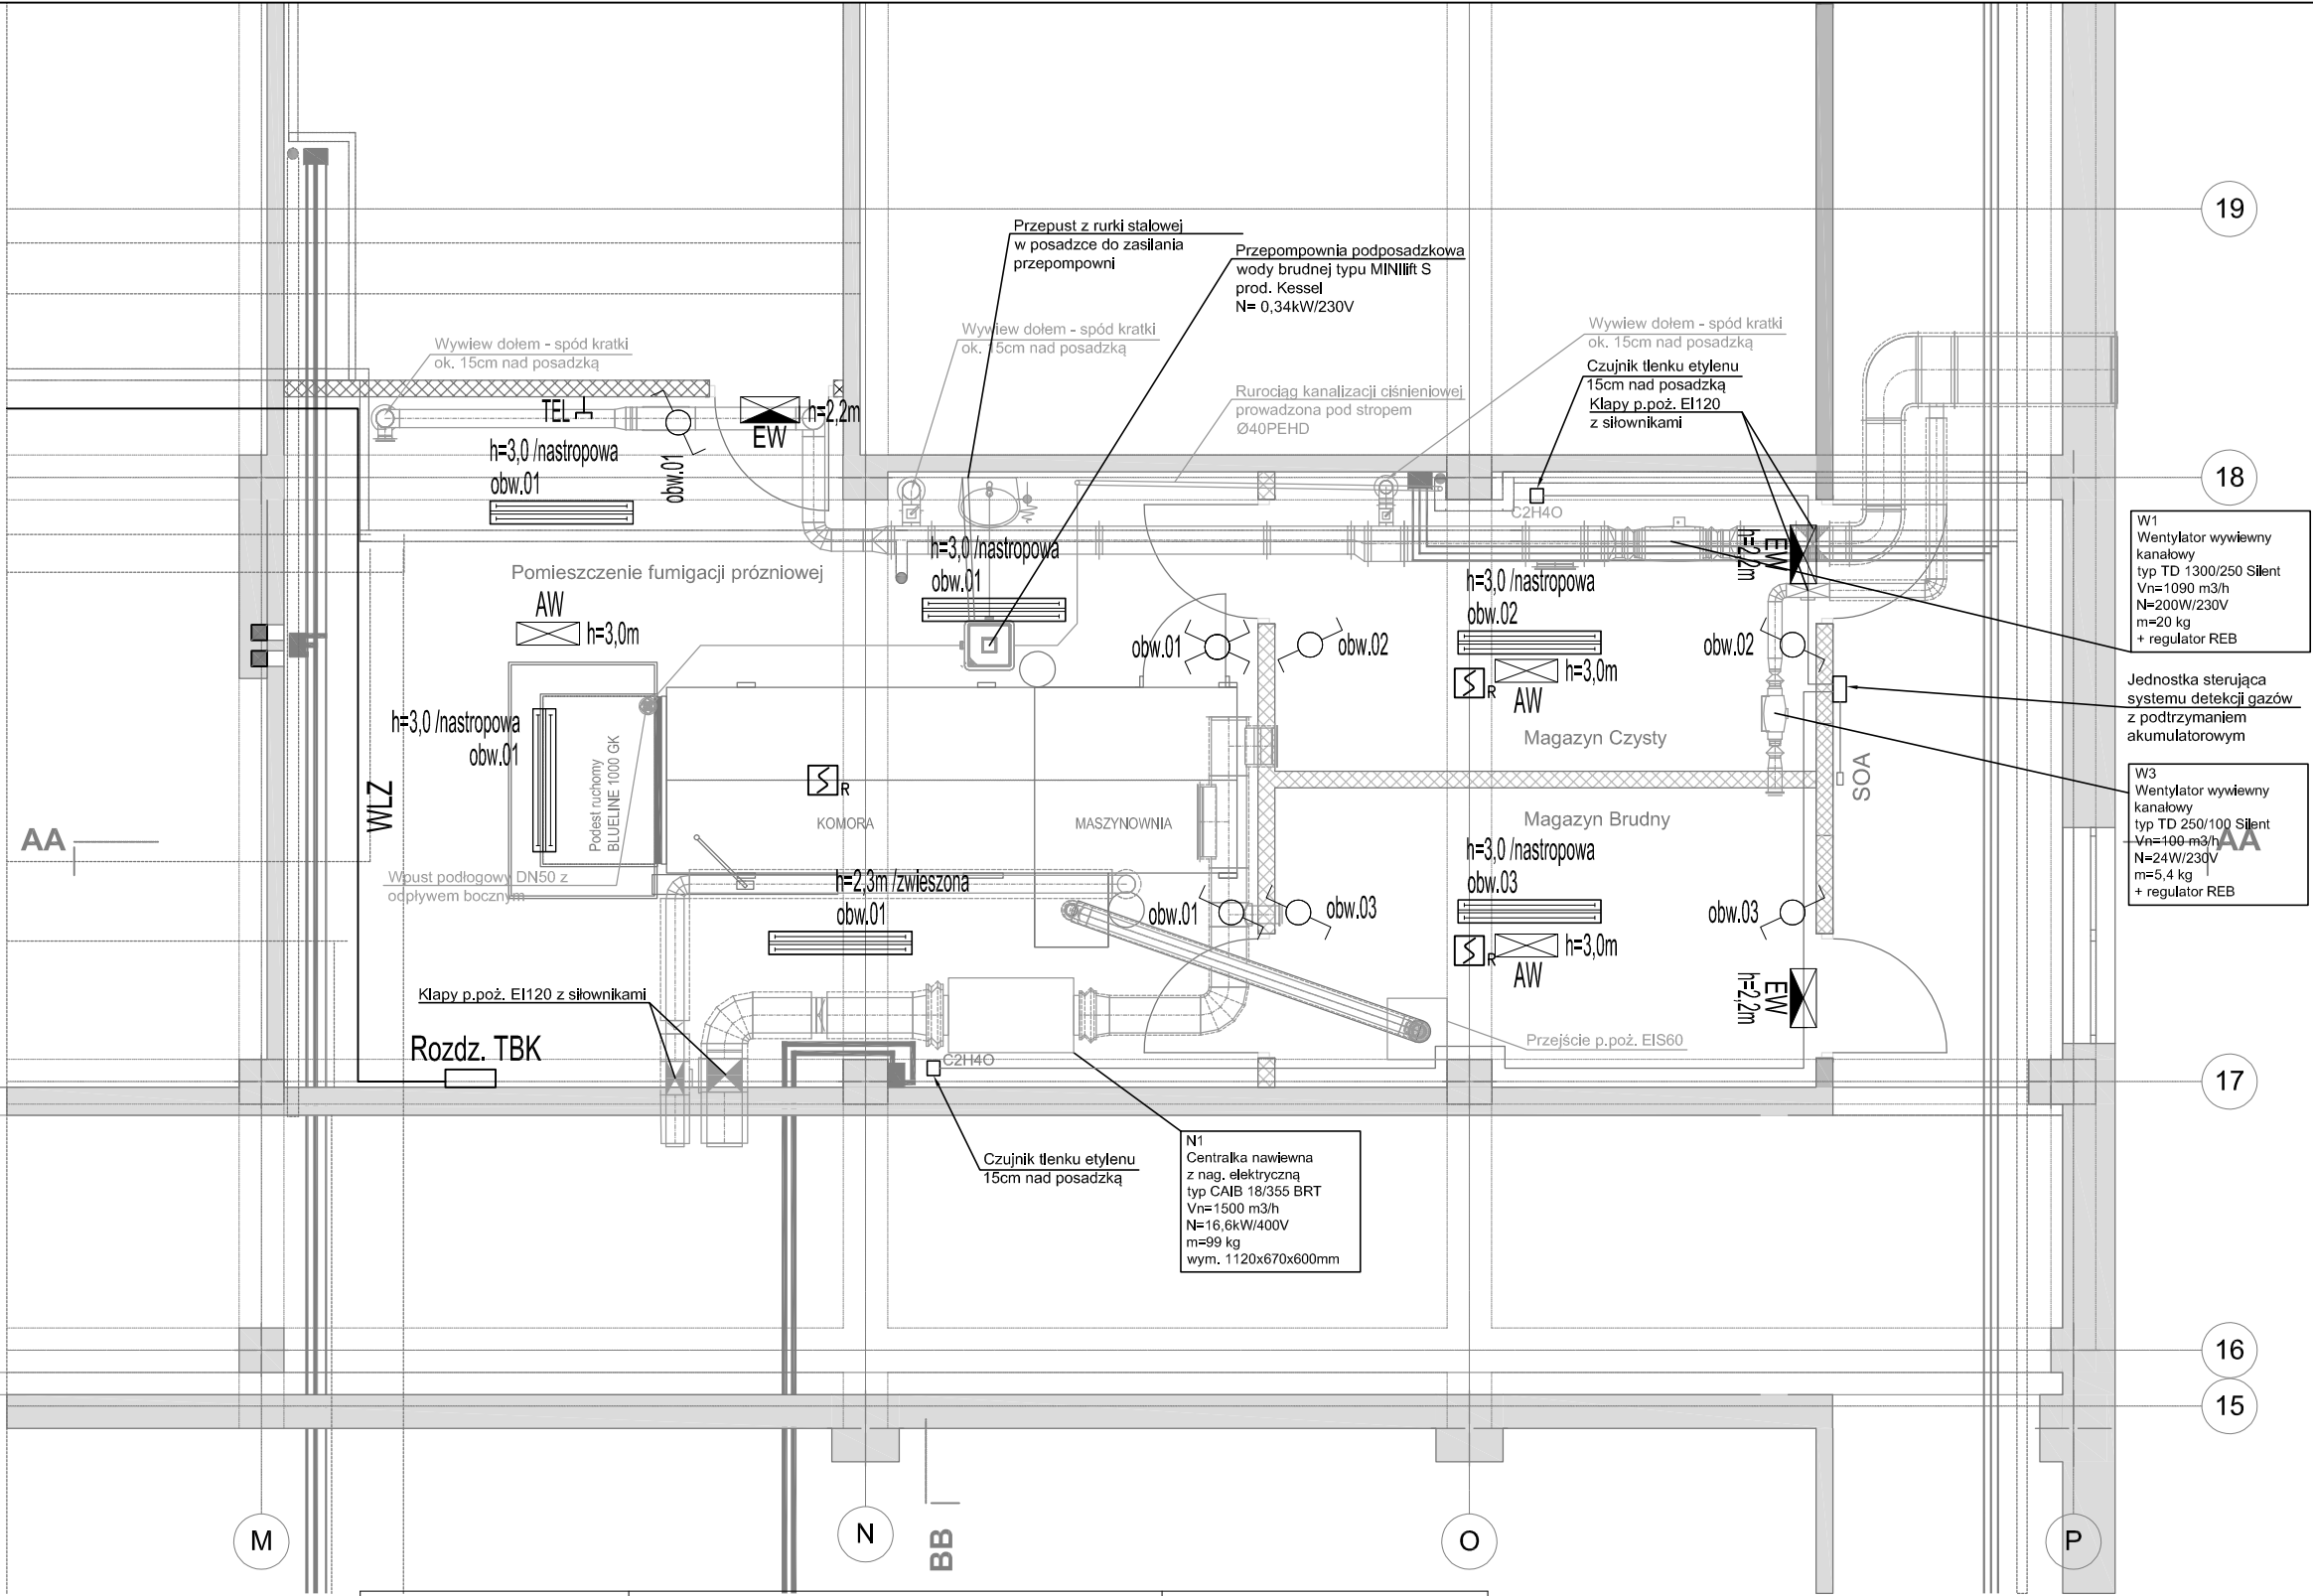 19
Przepust z rurki stalowej
w posadzce do zasilania
przepompowni
Przepompownia podposadzkowa
wody brudnej typu MINIlift S
prod. Kessel
N= 0,34kW/230V
Wywiew dołem - spód kratki
ok. 15cm nad posadzką
Wywiew dołem - spód kratki
ok. 15cm nad posadzką
Wywiew dołem - spód kratki
ok. 15cm nad posadzką
Czujnik tlenku etylenu
15cm nad posadzką
Klapy p.poż. EI120
z siłownikami
Rurociąg kanalizacji ciśnieniowej
prowadzona pod stropem
Ø40PEHD
TEL
h=2,2m
EW
h=3,0 /nastropowa
obw.01
obw.01
18
C2H4O
W1
Wentylator wywiewny
kanałowy
typ TD 1300/250 Silent
Vn=1090 m3/h
N=200W/230V
m=20 kg
+ regulator REB
h=3,0 /nastropowa
obw.01
EW
h=2,2m
Pomieszczenie fumigacji próżniowej
AW
h=3,0m
h=3,0 /nastropowa
obw.02
obw.01
obw.02
obw.02
R
h=3,0m
AW
Jednostka sterująca
systemu detekcji gazów
z podtrzymaniem
akumulatorowym
h=3,0 /nastropowa
obw.01
Podest ruchomy
BLUELINE 1000 GK
Magazyn Czysty
R
WLZ
SOA
KOMORA
MASZYNOWNIA
Magazyn Brudny
W3
Wentylator wywiewny
kanałowy
typ TD 250/100 Silent
Vn=100 m3/h
N=24W/230V
m=5,4 kg
+ regulator REB
AA
AA
h=3,0 /nastropowa
obw.03
Wpust podłogowy DN50 z
odpływem bocznym
h=2,3m /zwieszona
obw.01
obw.01
obw.03
obw.03
R
h=3,0m
AW
EW
h=2,2m
Klapy p.poż. EI120 z siłownikami
Rozdz. TBK
Przejście p.poż. EIS60
C2H4O
17
Czujnik tlenku etylenu
15cm nad posadzką
N1
Centralka nawiewna
z nag. elektryczną
typ CAIB 18/355 BRT
Vn=1500 m3/h
N=16,6kW/400V
m=99 kg
wym. 1120x670x600mm
16
15
M
N
BB
O
P